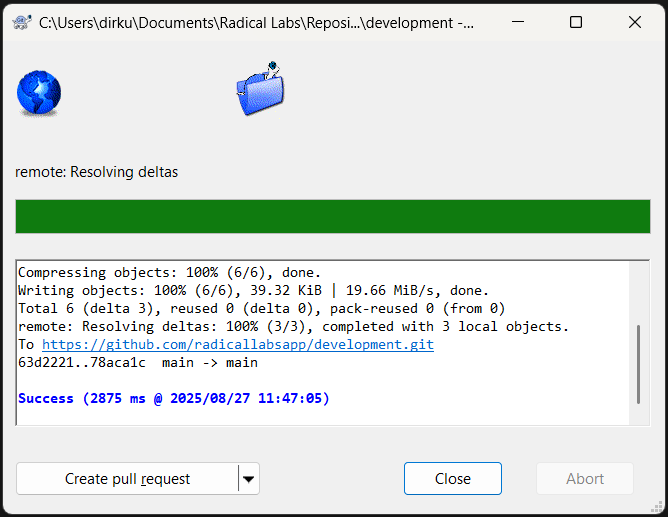 C:\Users\dirku\Documents\Radical Labs\Reposi...\development -...
remote: Resolving deltas
Compressing objects: 100% (6/6), done.
Writing objects: 100% (6/6), 39.32 KiB | 19.66 MiB/s, done.
Total 6 (delta 3), reused 0 (delta 0), pack-reused 0 (from 0)
remote: Resolving deltas: 100% (3/3), completed with 3 local objects.
To https://github.com/radicallabsapp/development.git
63d2221..78aca1c  main -> main
Success (2875 ms @ 2025/08/27 11:47:05)
Create pull request
Close
Abort